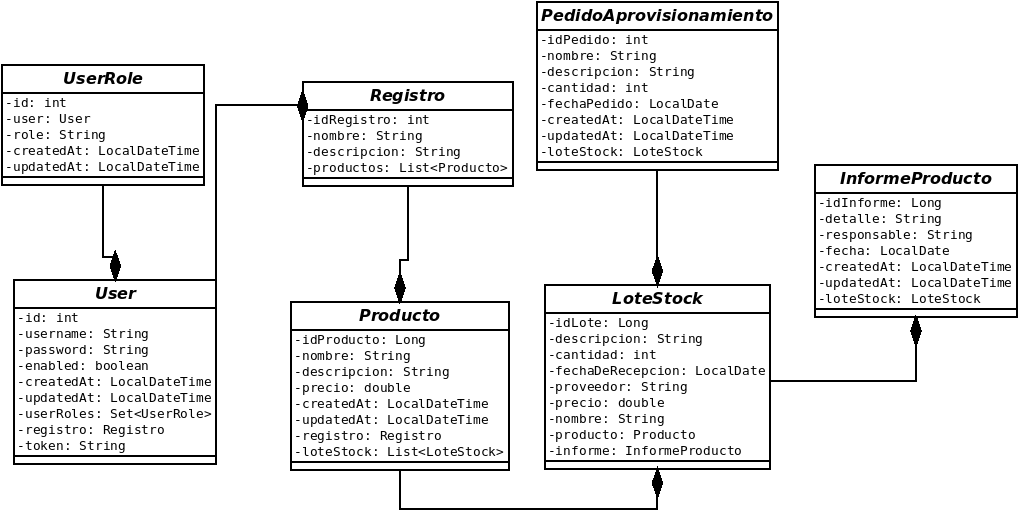 UserRole
-id: int
-user: User
-role: String
-createdAt: LocalDateTime
-updatedAt: LocalDateTime
User
-id: int
-username: String
-password: String
-enabled: boolean
-createdAt: LocalDateTime
-updatedAt: LocalDateTime
-userRoles: Set<UserRole>
-registro: Registro
-token: String
Registro
-idRegistro: int
-nombre: String
-descripcion: String
-productos: List<Producto>
Producto
-idProducto: Long
-nombre: String
-descripcion: String
-precio: double
-createdAt: LocalDateTime
-updatedAt: LocalDateTime
-registro: Registro
-loteStock: List<LoteStock>
PedidoAprovisionamiento
-idPedido: int
-nombre: String
-descripcion: String
-cantidad: int
-fechaPedido: LocalDate
-createdAt: LocalDateTime
-updatedAt: LocalDateTime
-loteStock: LoteStock
LoteStock
-idLote: Long
-descripcion: String
-cantidad: int
-fechaDeRecepcion: LocalDate
-proveedor: String
-precio: double
-nombre: String
-producto: Producto
-informe: InformeProducto
InformeProducto
-idInforme: Long
-detalle: String
-responsable: String
-fecha: LocalDate
-createdAt: LocalDateTime
-updatedAt: LocalDateTime
-loteStock: LoteStock